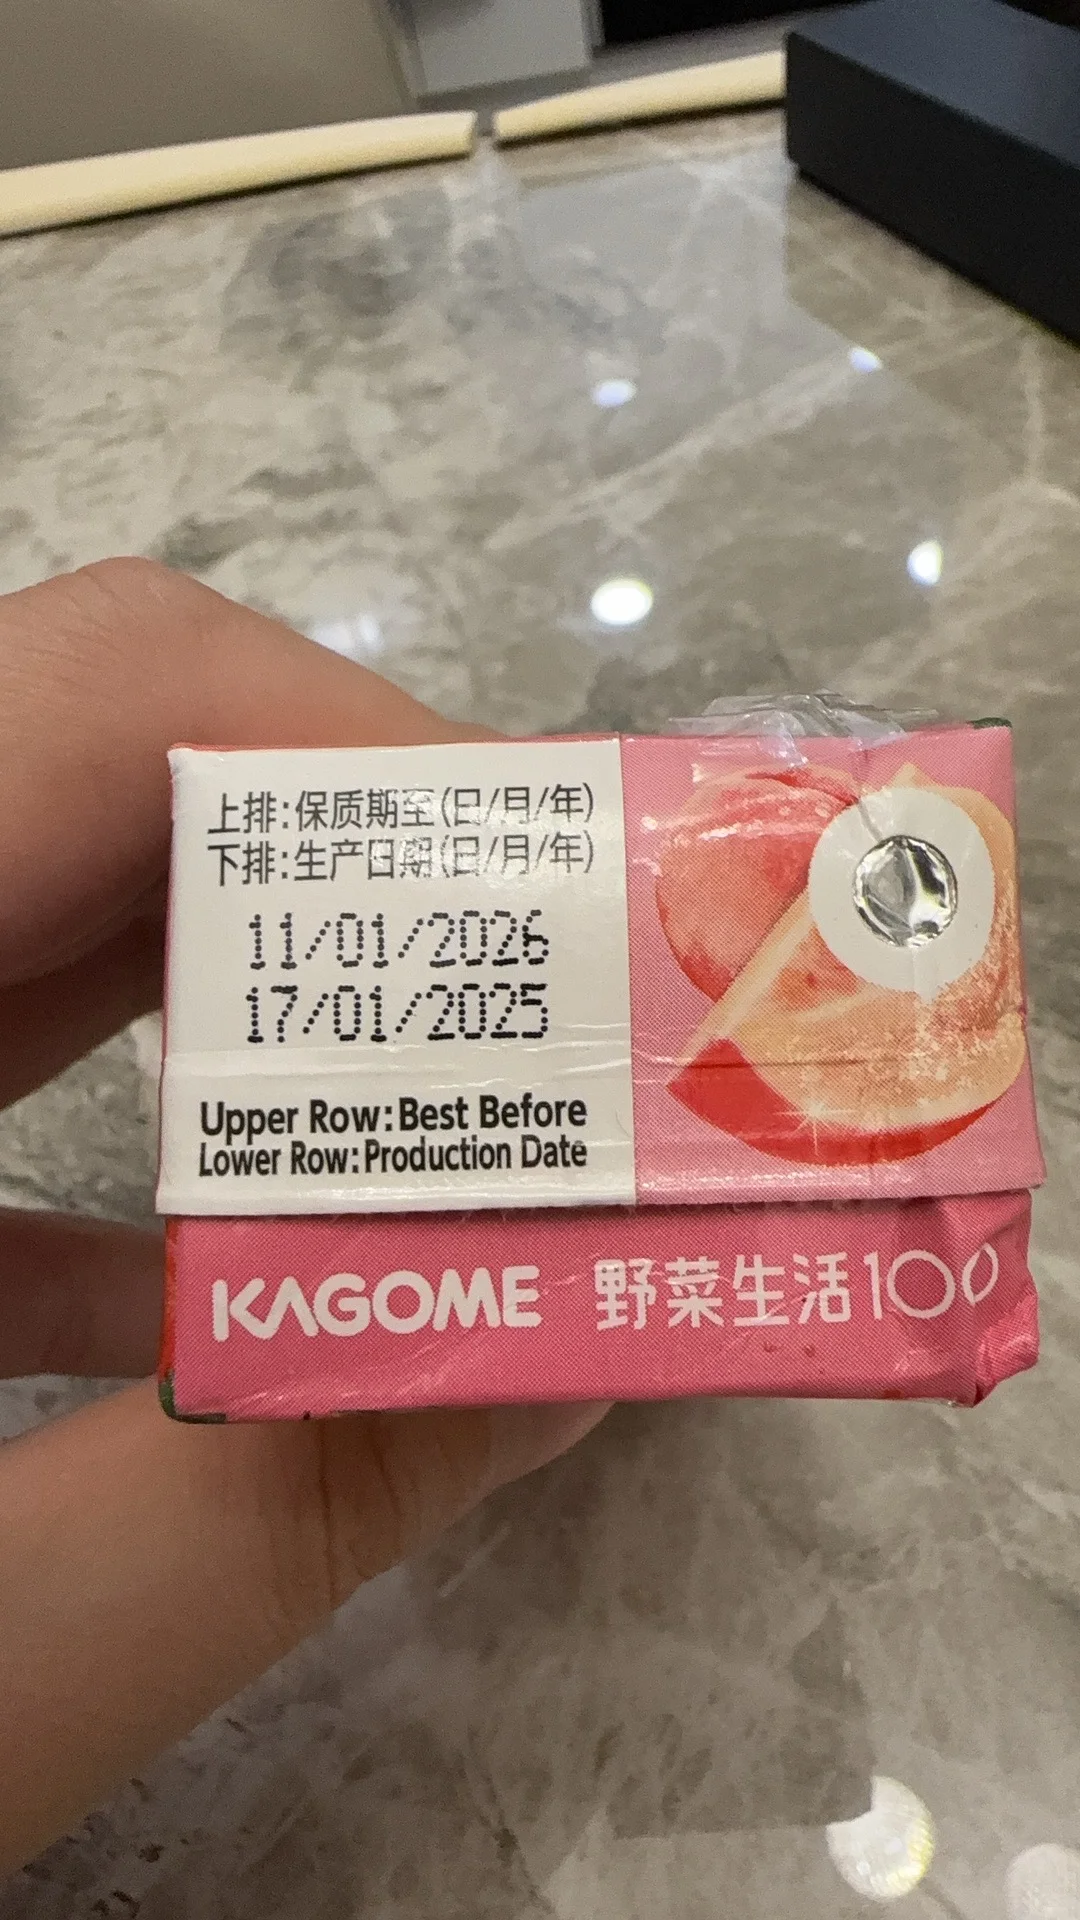 上排:保质期至(日/月/年)
下排:生产日期(日/月/年)
11/01/2026
17/01/2025
Upper Row:Best Before
Lower Row:Production Date
KAGOME 野菜生活100